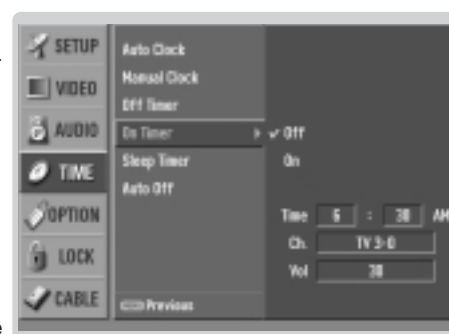 SETUP
VIDEO
AUDIO
TIME
OPTION
LOCK
CABLE
Auto Clock
Manual Clock
Off Timer
On Timer
Sleep Timer
Auto Off
Previous
✔ Off
On
Time 6 : 30 AM
Ch. TV 3-0
Vol 30